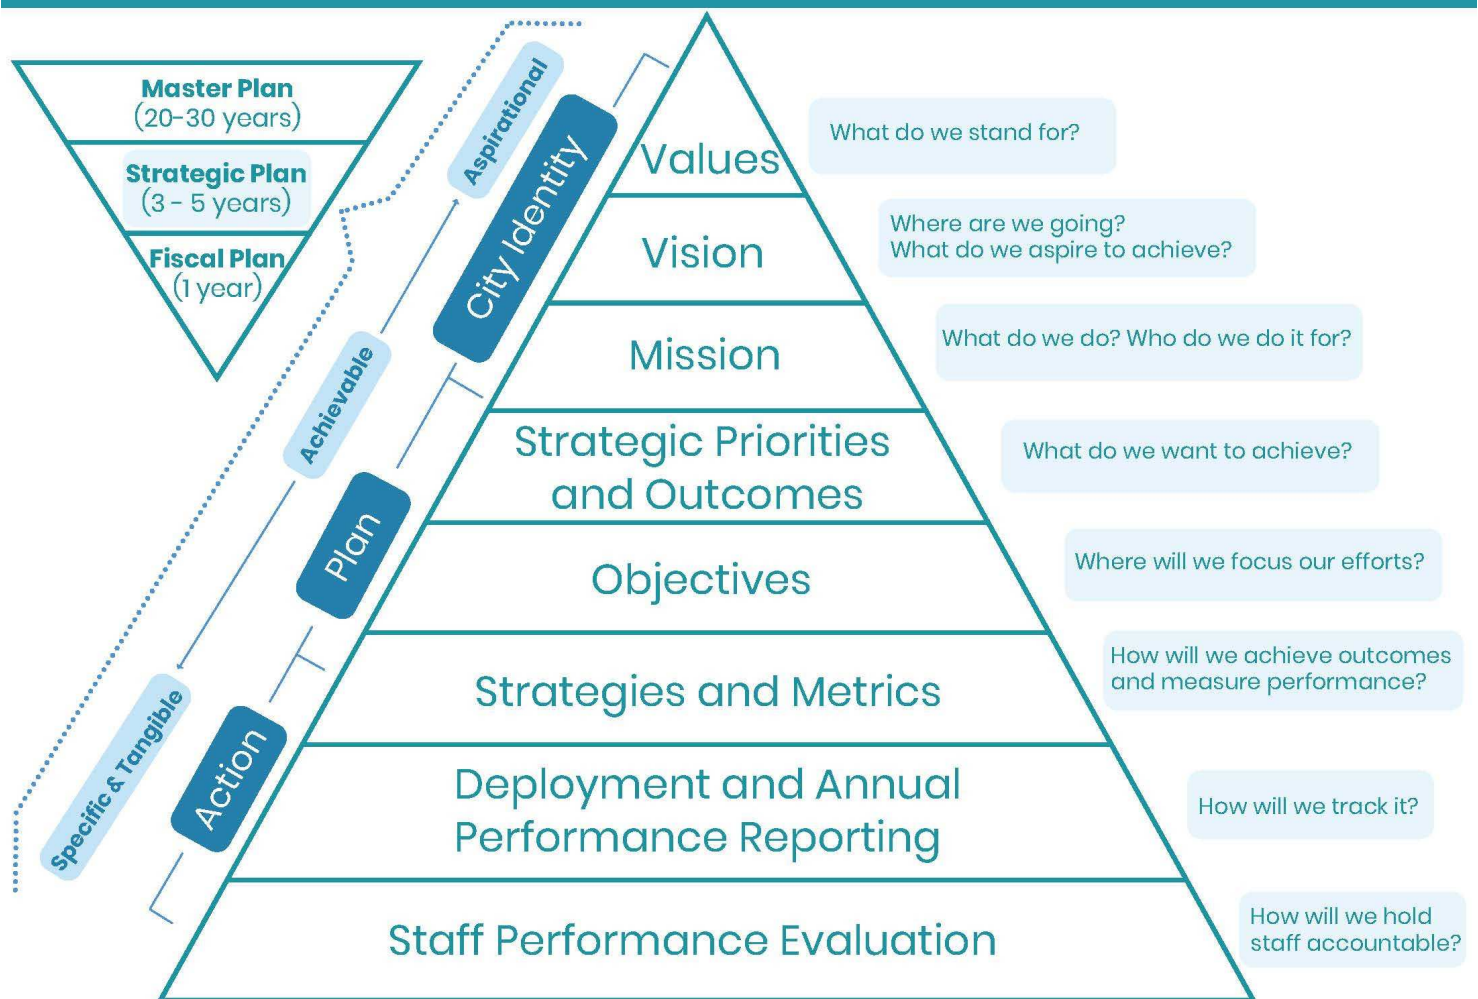 Master Plan
(20-30 years)
Strategic Plan
(3 - 5 years)
Fiscal Plan
(1 year)
Aspirational
Achievable
Specific & Tangible
City Identity
Plan
Action
Values
What do we stand for?
Vision
Where are we going?
What do we aspire to achieve?
Mission
What do we do? Who do we do it for?
Strategic Priorities
and Outcomes
What do we want to achieve?
Objectives
Where will we focus our efforts?
Strategies and Metrics
How will we achieve outcomes
and measure performance?
Deployment and Annual
Performance Reporting
How will we track it?
Staff Performance Evaluation
How will we hold
staff accountable?